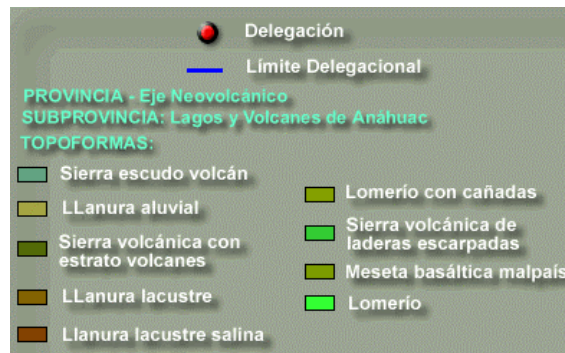 Delegación
Límite Delegacional
PROVINCIA - Eje Neovolcánico
SUBPROVINCIA: Lagos y Volcanes de Anáhuac
TOPOFORMAS:
Sierra escudo volcán
LLanura aluvial
Sierra volcánica con
estrato volcanes
LLanura lacustre
Llanura lacustre salina
Lomerío con cañadas
Sierra volcánica de
laderas escarpadas
Meseta basáltica malpaís
Lomerío